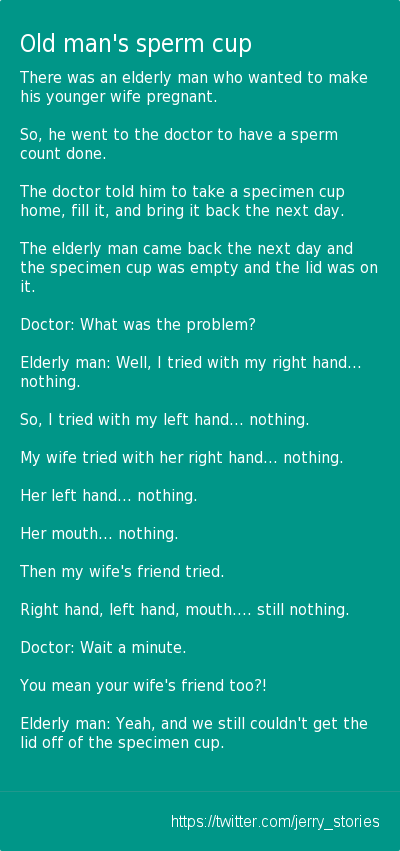 Old man's sperm cup
There was an elderly man who wanted to make
his younger wife pregnant.
So, he went to the doctor to have a sperm
count done.
The doctor told him to take a specimen cup
home, fill it, and bring it back the next day.
The elderly man came back the next day and
the specimen cup was empty and the lid was on
it.
Doctor: What was the problem?
Elderly man: Well, I tried with my right hand...
nothing.
So, I tried with my left hand... nothing.
My wife tried with her right hand... nothing.
Her left hand... nothing.
Her mouth... nothing.
Then my wife's friend tried.
Right hand, left hand, mouth.... still nothing.
Doctor: Wait a minute.
You mean your wife's friend too?!
Elderly man: Yeah, and we still couldn't get the
lid off of the specimen cup.
https://twitter.com/jerry_stories